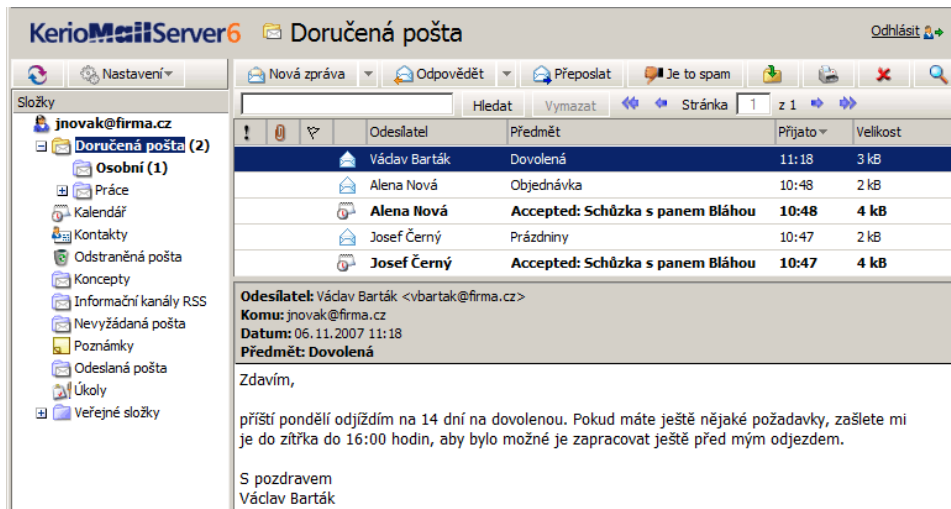 KerioMailServer6 Doručená pošta Odhlásit
Nastavení Nová zpráva Odpovědět Přeposlat Je to spam
Složky
Hledat Vymazat Stránka 1 z 1
jnovak@firma.cz
Doručená pošta (2)
Osobní (1)
Práce
Kalendář
Kontakty
Odstraněná pošta
Koncepty
Informační kanály RSS
Nevyžádaná pošta
Poznámky
Odeslaná pošta
Úkoly
Veřejné složky
! Odesílatel Předmět Přijato Velikost
Václav Barták Dovolená 11:18 3 kB
Alena Nová Objednávka 10:48 2 kB
Alena Nová Accepted: Schůzka s panem Bláhou 10:48 4 kB
Josef Černý Prázdniny 10:47 2 kB
Josef Černý Accepted: Schůzka s panem Bláhou 10:47 4 kB
Odesílatel: Václav Barták <vbartak@firma.cz>
Komu: jnovak@firma.cz
Datum: 06.11.2007 11:18
Předmět: Dovolená
Zdavím,
příští pondělí odjíždím na 14 dní na dovolenou. Pokud máte ještě nějaké požadavky, zašlete mi
je do zítřka do 16:00 hodin, aby bylo možné je zapracovat ještě před mým odjezdem.
S pozdravem
Václav Barták